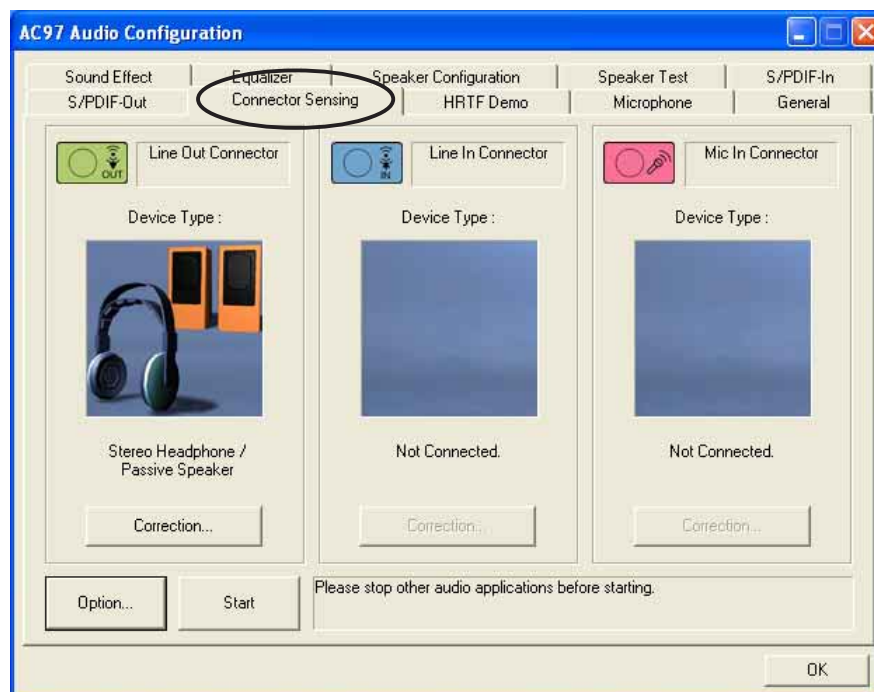 AC97 Audio Configuration
Sound Effect Equalizer Speaker Configuration Speaker Test S/PDIF-In
S/PDIF-Out Connector Sensing HRTF Demo Microphone General
OUT Line Out Connector
IN Line In Connector
Mic In Connector
Device Type :
Device Type :
Device Type :
Stereo Headphone /
Passive Speaker
Not Connected.
Not Connected.
Correction...
Correction...
Correction...
Option...
Start
Please stop other audio applications before starting.
OK